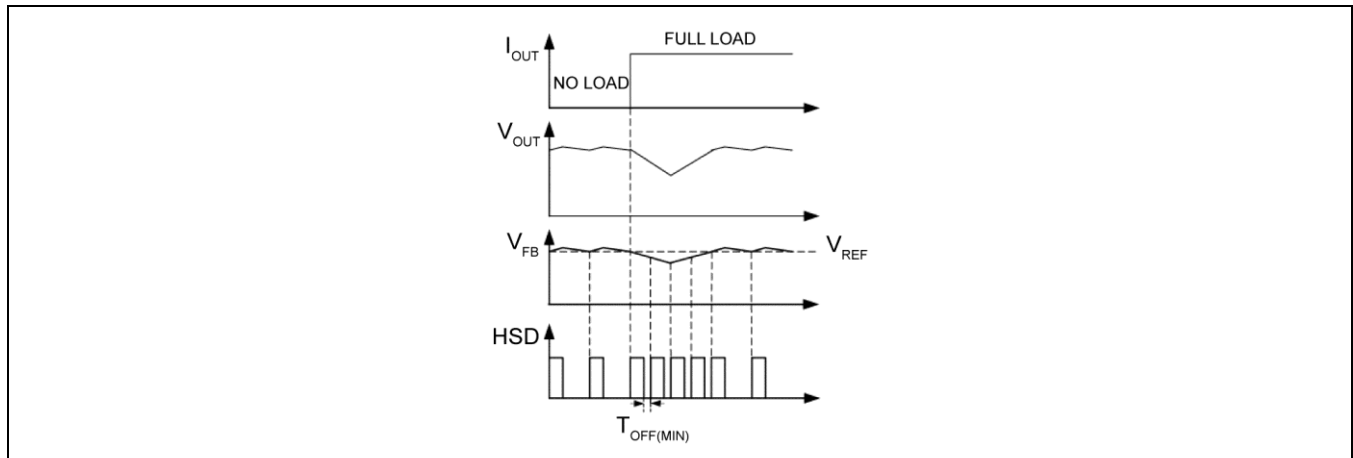 FULL LOAD
I_OUT
NO LOAD
V_OUT
V_FB
V_REF
HSD
T_OFF(MIN)